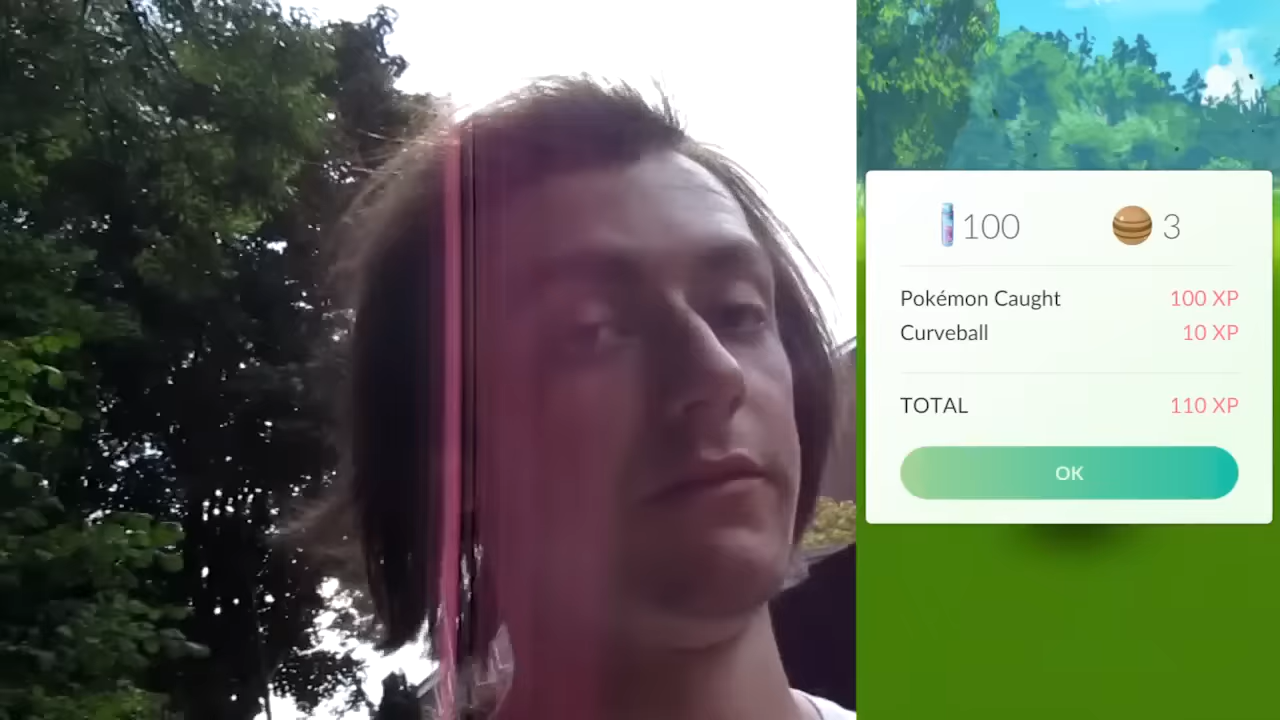 100 3
Pokémon Caught 100 XP
Curveball 10 XP
TOTAL 110 XP
OK